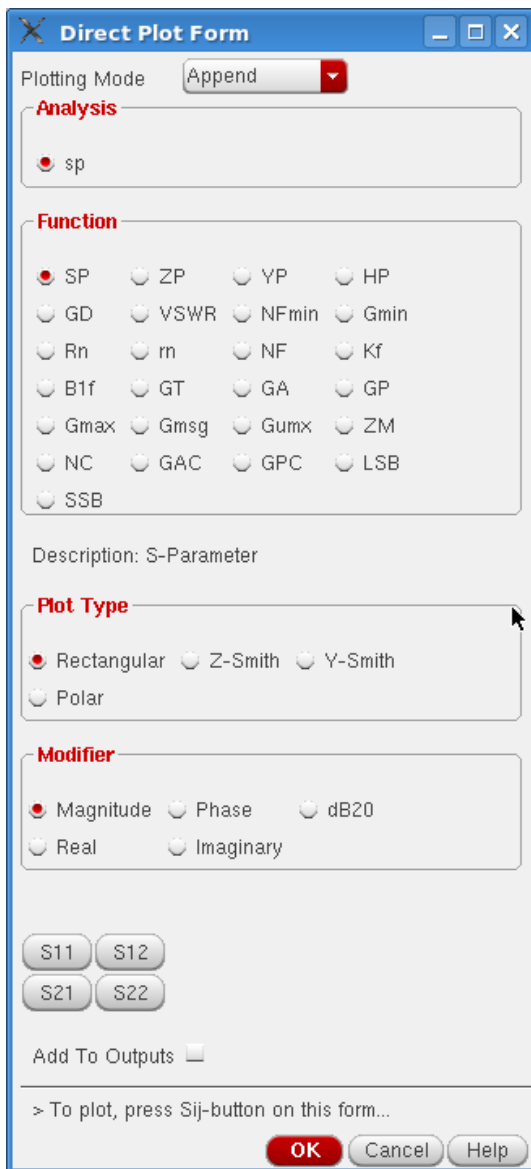 Direct Plot Form
Plotting Mode Append
Analysis
sp
Function
SP ZP YP HP
GD VSWR NFmin Gmin
Rn rn NF Kf
B1f GT GA GP
Gmax Gmsg Gumx ZM
NC GAC GPC LSB
SSB
Description: S-Parameter
Plot Type
Rectangular Z-Smith Y-Smith
Polar
Modifier
Magnitude Phase dB20
Real Imaginary
S11 S12
S21 S22
Add To Outputs
> To plot, press Sij-button on this form...
OK Cancel Help